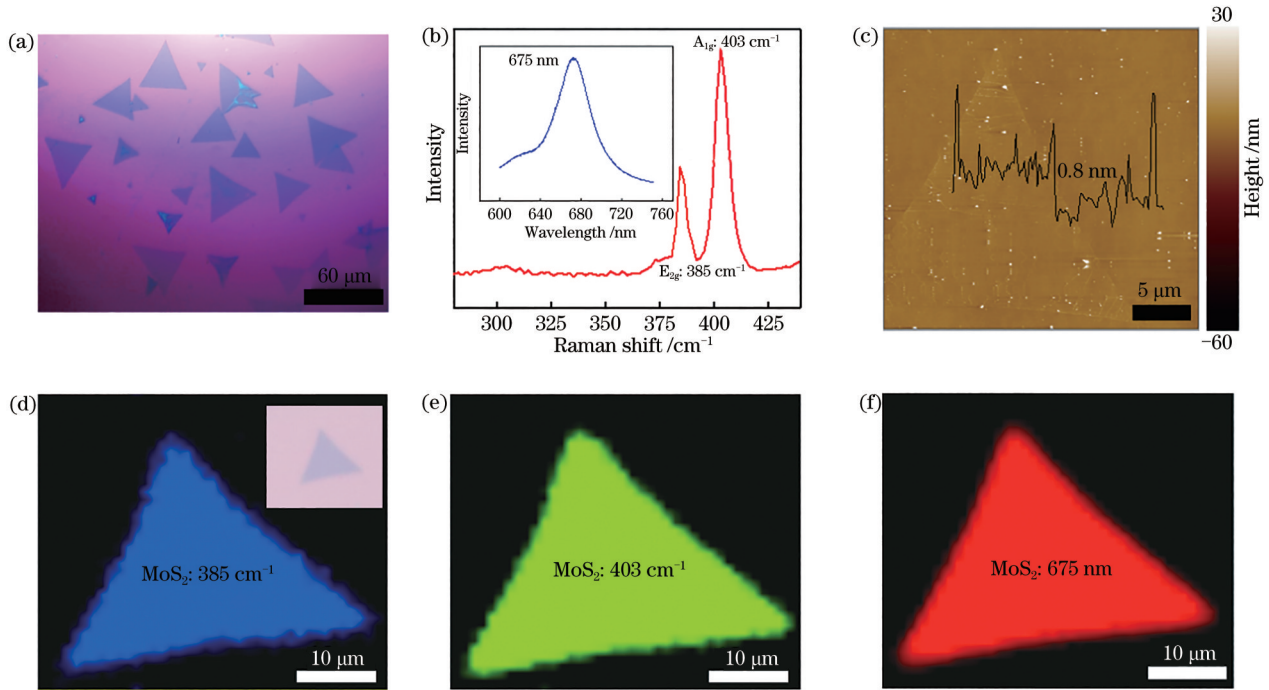 (a)
60 μm
(b)
A₁g: 403 cm⁻¹
675 nm
Intensity
600 640 680 720 760
Wavelength /nm
E₂g: 385 cm⁻¹
Intensity
300 325 350 375 400 425
Raman shift /cm⁻¹
(c)
30
0.8 nm
5 μm
Height /nm
−60
(d)
MoS₂: 385 cm⁻¹
10 μm
(e)
MoS₂: 403 cm⁻¹
10 μm
(f)
MoS₂: 675 nm
10 μm